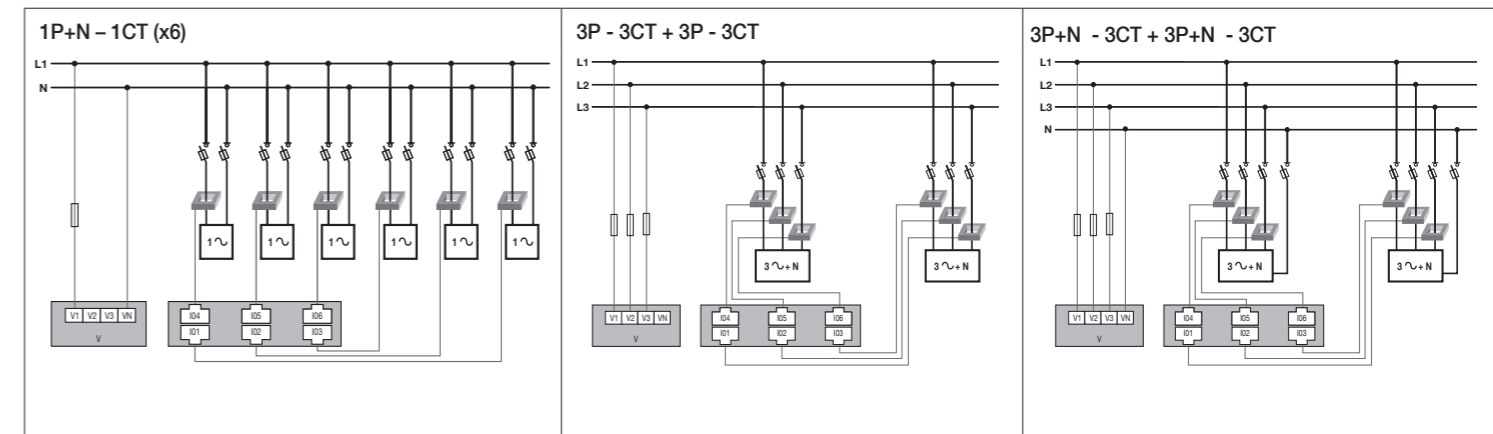 1P+N – 1CT (x6)
L1
N
1
1
1
1
1
1
V1 V2 V3 VN
V
I04 I05 I06
I01 I02 I03
3P - 3CT + 3P - 3CT
L1
L2
L3
3 + N
3 + N
V1 V2 V3 VN
V
I04 I05 I06
I01 I02 I03
3P+N - 3CT + 3P+N - 3CT
L1
L2
L3
N
3 + N
3 + N
V1 V2 V3 VN
V
I04 I05 I06
I01 I02 I03